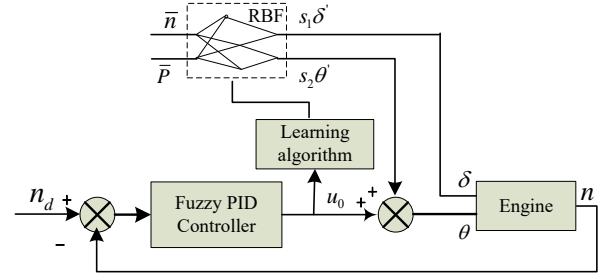 n̄ RBF s₁δ'
P̄ s₂θ'
Learning
algorithm
δ
n_d + Fuzzy PID
Controller u₀ + + Engine n
− θ